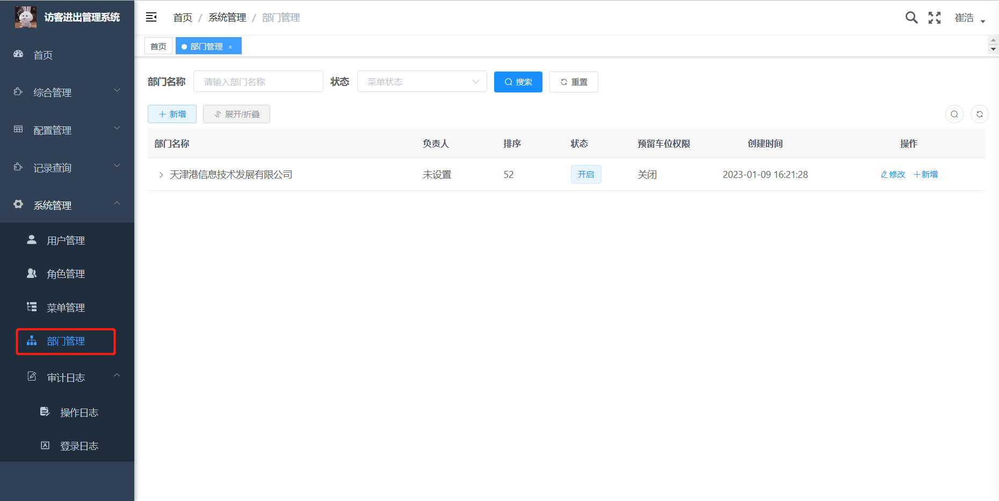 访客进出管理系统
首页
综合管理
配置管理
记录查询
系统管理
用户管理
角色管理
菜单管理
部门管理
审计日志
操作日志
登录日志
首页 / 系统管理 / 部门管理
崔浩
首页
部门管理 ×
部门名称 请输入部门名称 状态 菜单状态 搜索 重置
新增 展开/折叠
部门名称 负责人 排序 状态 预留车位权限 创建时间 操作
天津港信息技术发展有限公司 未设置 52 开启 关闭 2023-01-09 16:21:28 修改 新增